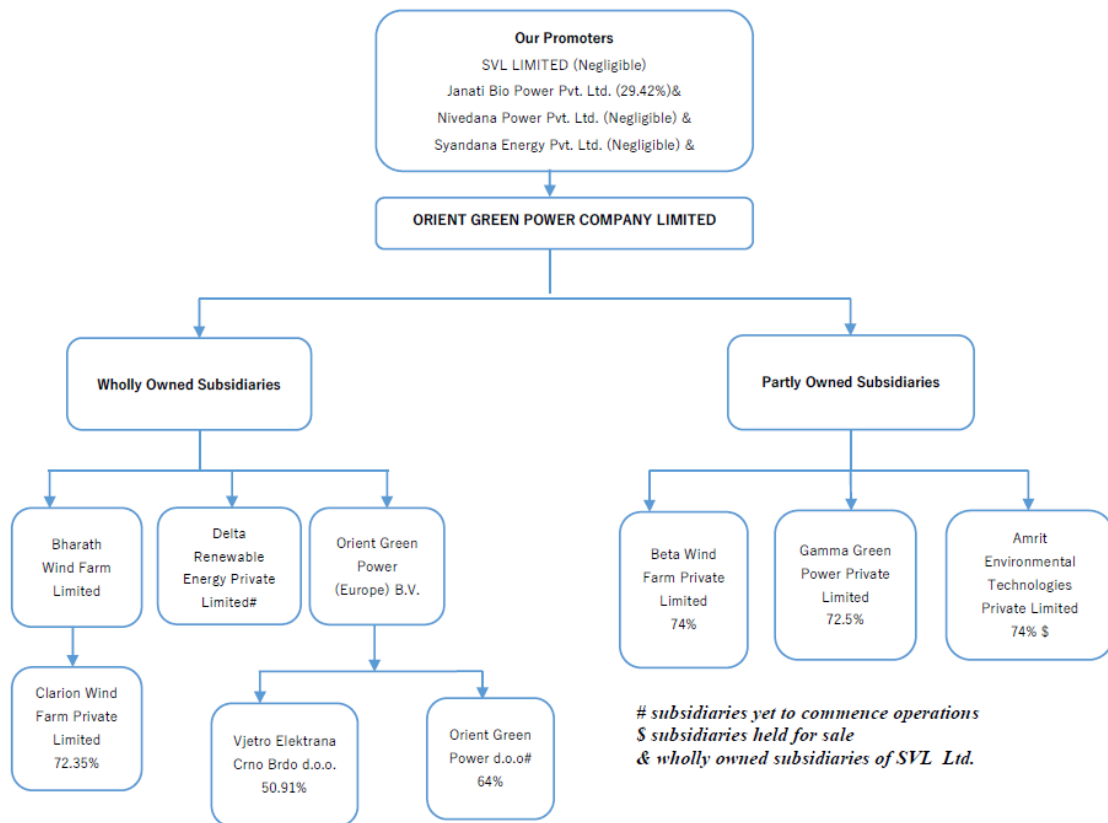 Our Promoters
SVL LIMITED (Negligible)
Janati Bio Power Pvt. Ltd. (29.42%)&
Nivedana Power Pvt. Ltd. (Negligible) &
Syandana Energy Pvt. Ltd. (Negligible) &
ORIENT GREEN POWER COMPANY LIMITED
Wholly Owned Subsidiaries
Partly Owned Subsidiaries
Bharath
Wind Farm
Limited
Delta
Renewable
Energy Private
Limited#
Orient Green
Power
(Europe) B.V.
Beta Wind
Farm Private
Limited
74%
Gamma Green
Power Private
Limited
72.5%
Amrit
Environmental
Technologies
Private Limited
74% $
Clarion Wind
Farm Private
Limited
72.35%
Vjetro Elektrana
Crno Brdo d.o.o.
50.91%
Orient Green
Power d.o.o#
64%
# subsidiaries yet to commence operations
$ subsidiaries held for sale
& wholly owned subsidiaries of SVL Ltd.